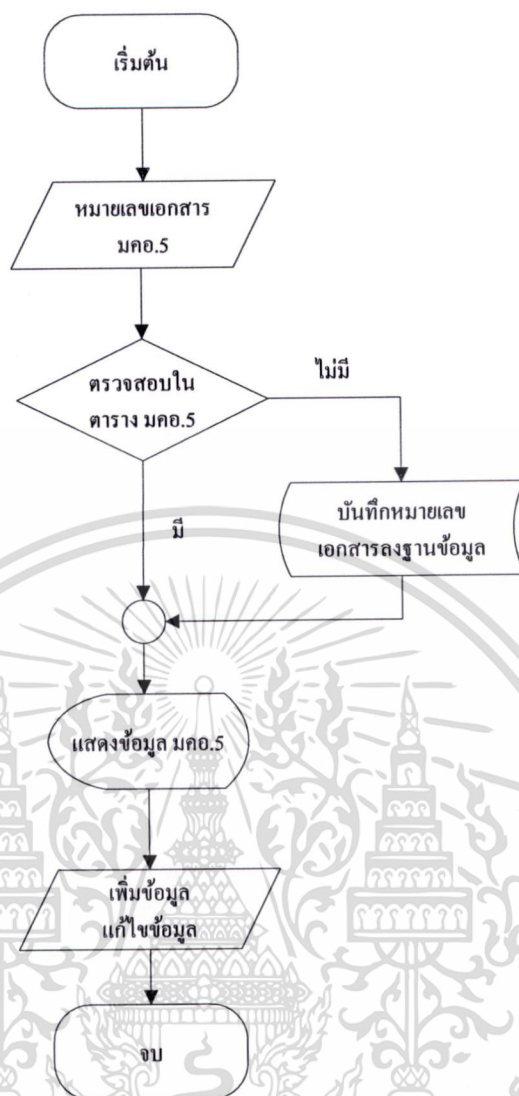 เริ่มต้น
หมายเลขเอกสาร
มคอ.5
ตรวจสอบใน
ตาราง มคอ.5
ไม่มี
บันทึกหมายเลข
เอกสารลงฐานข้อมูล
มี
แสดงข้อมูล มคอ.5
เพิ่มข้อมูล
แก้ไขข้อมูล
จบ